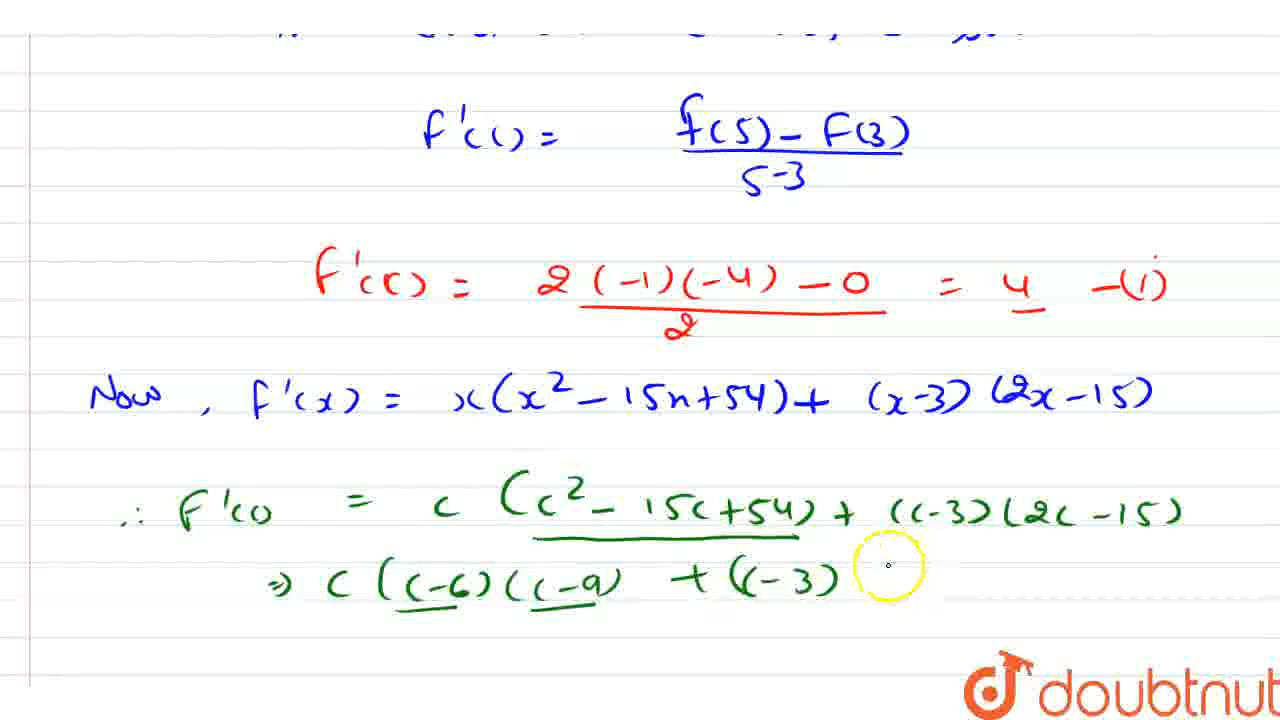 f'(c) = f(5) - f(3) / 5-3
f'(c) = 2(-1)(-4) - 0 / 2 = 4 -(i)
Now, f'(x) = x(x² - 15x + 54) + (x-3)(2x-15)
∴ f'(c) = c (c² - 15c + 54) + (c-3)(2c-15)
⇒ c (c-6)(c-9) + (c-3)
doubtnut